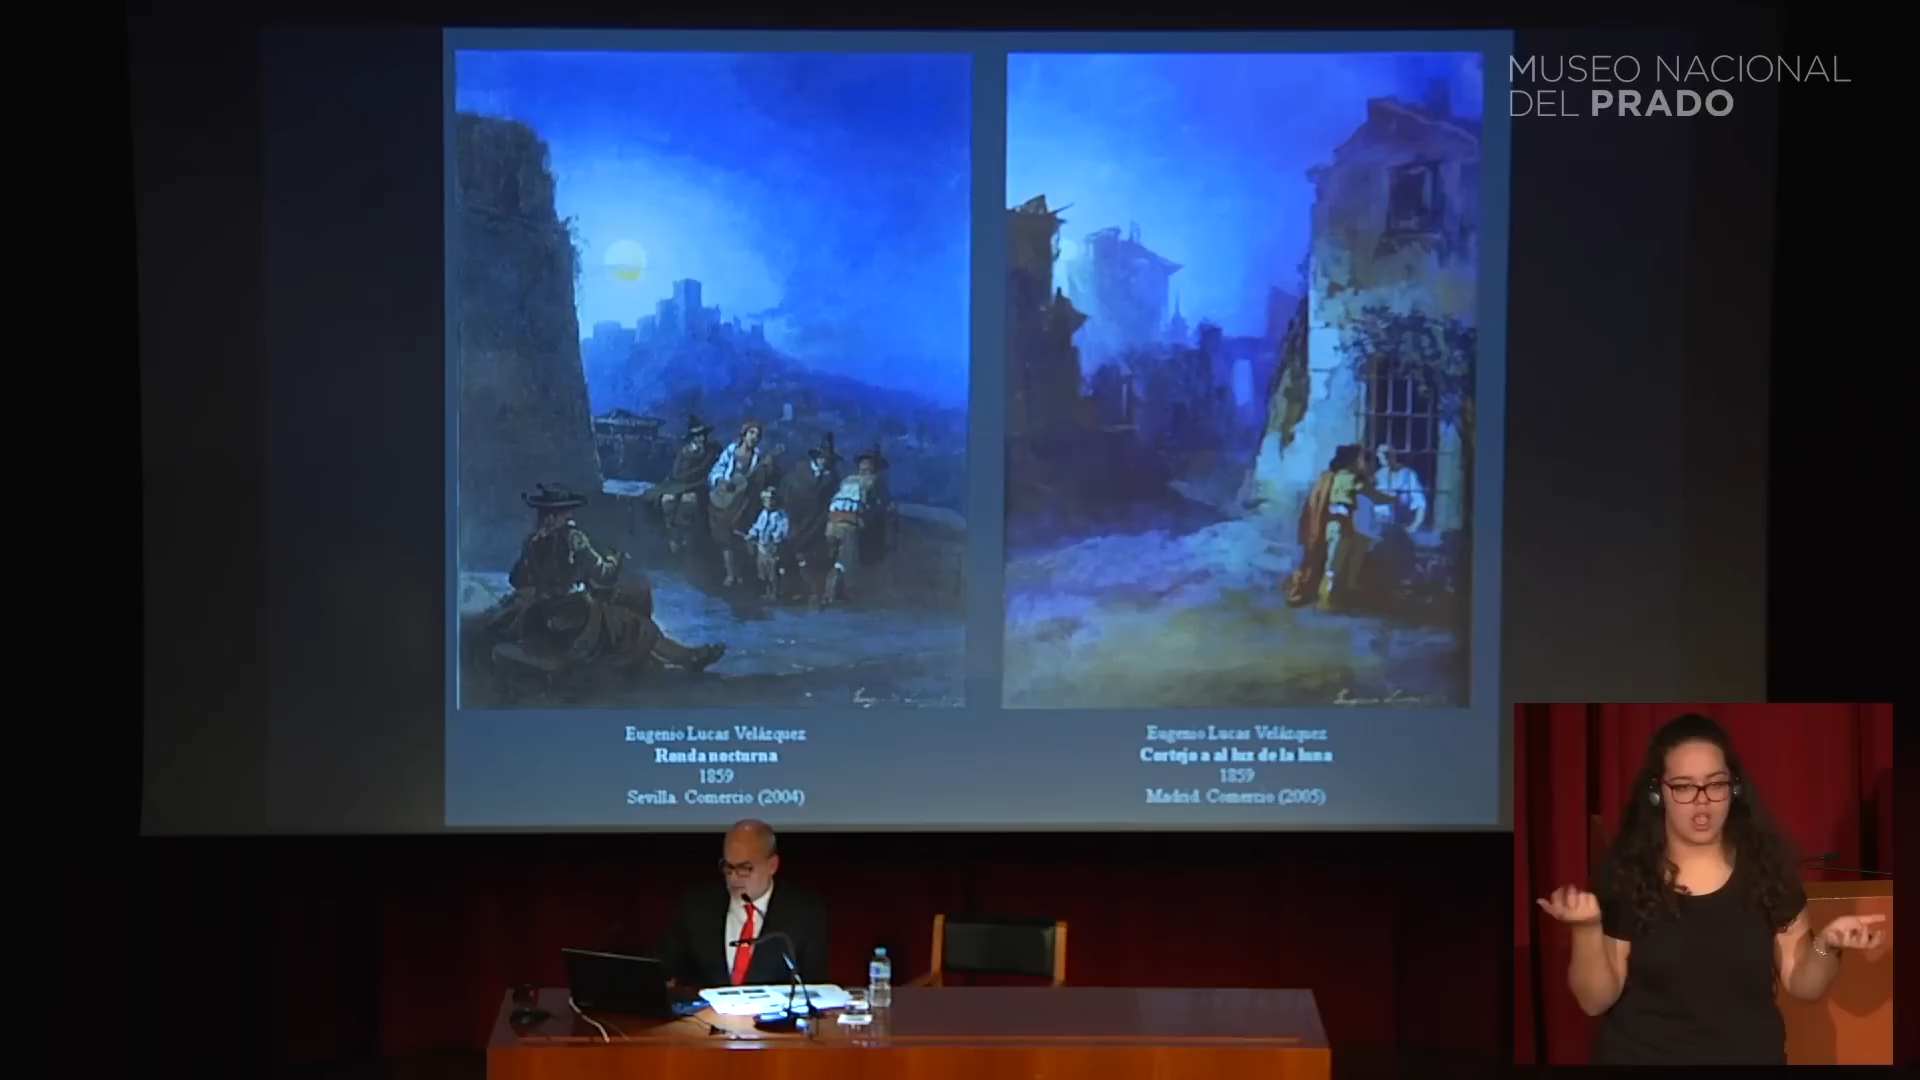 MUSEO NACIONAL
DEL PRADO
Eugenio Lucas Velázquez
Ronda nocturna
1859
Sevilla. Comercio (2004)
Eugenio Lucas Velázquez
Cortejo a al luz de la luna
1859
Madrid. Comercio (2005)